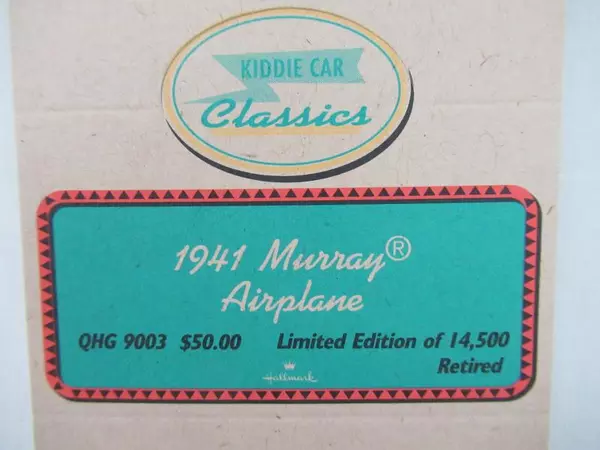 KIDDIE CAR
Classics
1941 Murray®
Airplane
QHG 9003 $50.00 Limited Edition of 14,500
Retired
Hallmark